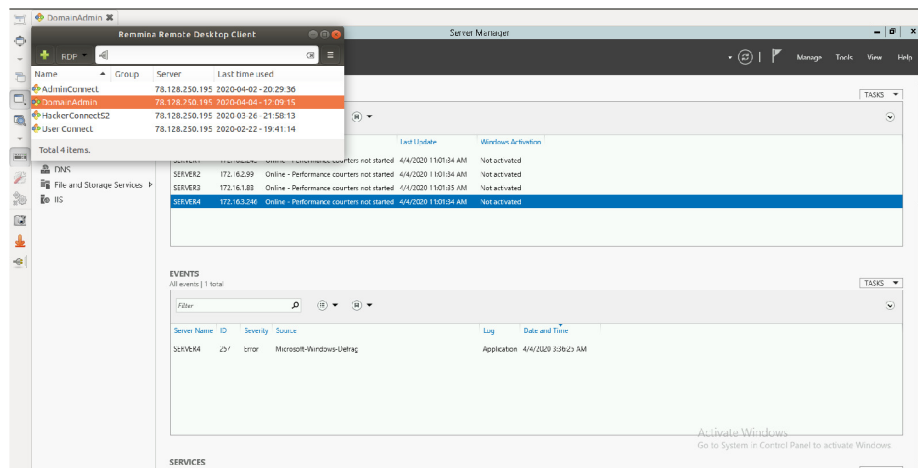 DomainAdmin
Remmina Remote Desktop Client
Server Manager
RDP
Manage Tools View Help
Name Group Server Last time used
AdminConnect 78.128.250.195 2020-04-02 - 20:29:36
DomainAdmin 78.128.250.195 2020-04-04 - 12:09:15
HackerConnectS2 78.128.250.195 2020-03-26 - 21:58:13
User Connect 78.128.250.195 2020-02-22 - 19:41:14
Total 4 items.
TASKS
Last Update Windows Activation
SERVER1 Online - Performance counters not started 4/4/2020 11:01:34 AM Not activated
SERVER2 172.16.2.99 Online - Performance counters not started 4/4/2020 11:01:34 AM Not activated
SERVER3 172.16.1.83 Online - Performance counters not started 4/4/2020 11:01:35 AM Not activated
SERVER4 172.16.3.246 Online - Performance counters not started 4/4/2020 11:01:34 AM Not activated
DNS
File and Storage Services
IIS
EVENTS
All events | 1 total
TASKS
Filter
Server Name ID Severity Source Log Date and Time
SERVER4 257 Error Microsoft-Windows-Defrag Application 4/4/2020 3:36:25 AM
Activate Windows
Go to System in Control Panel to activate Windows.
SERVICES